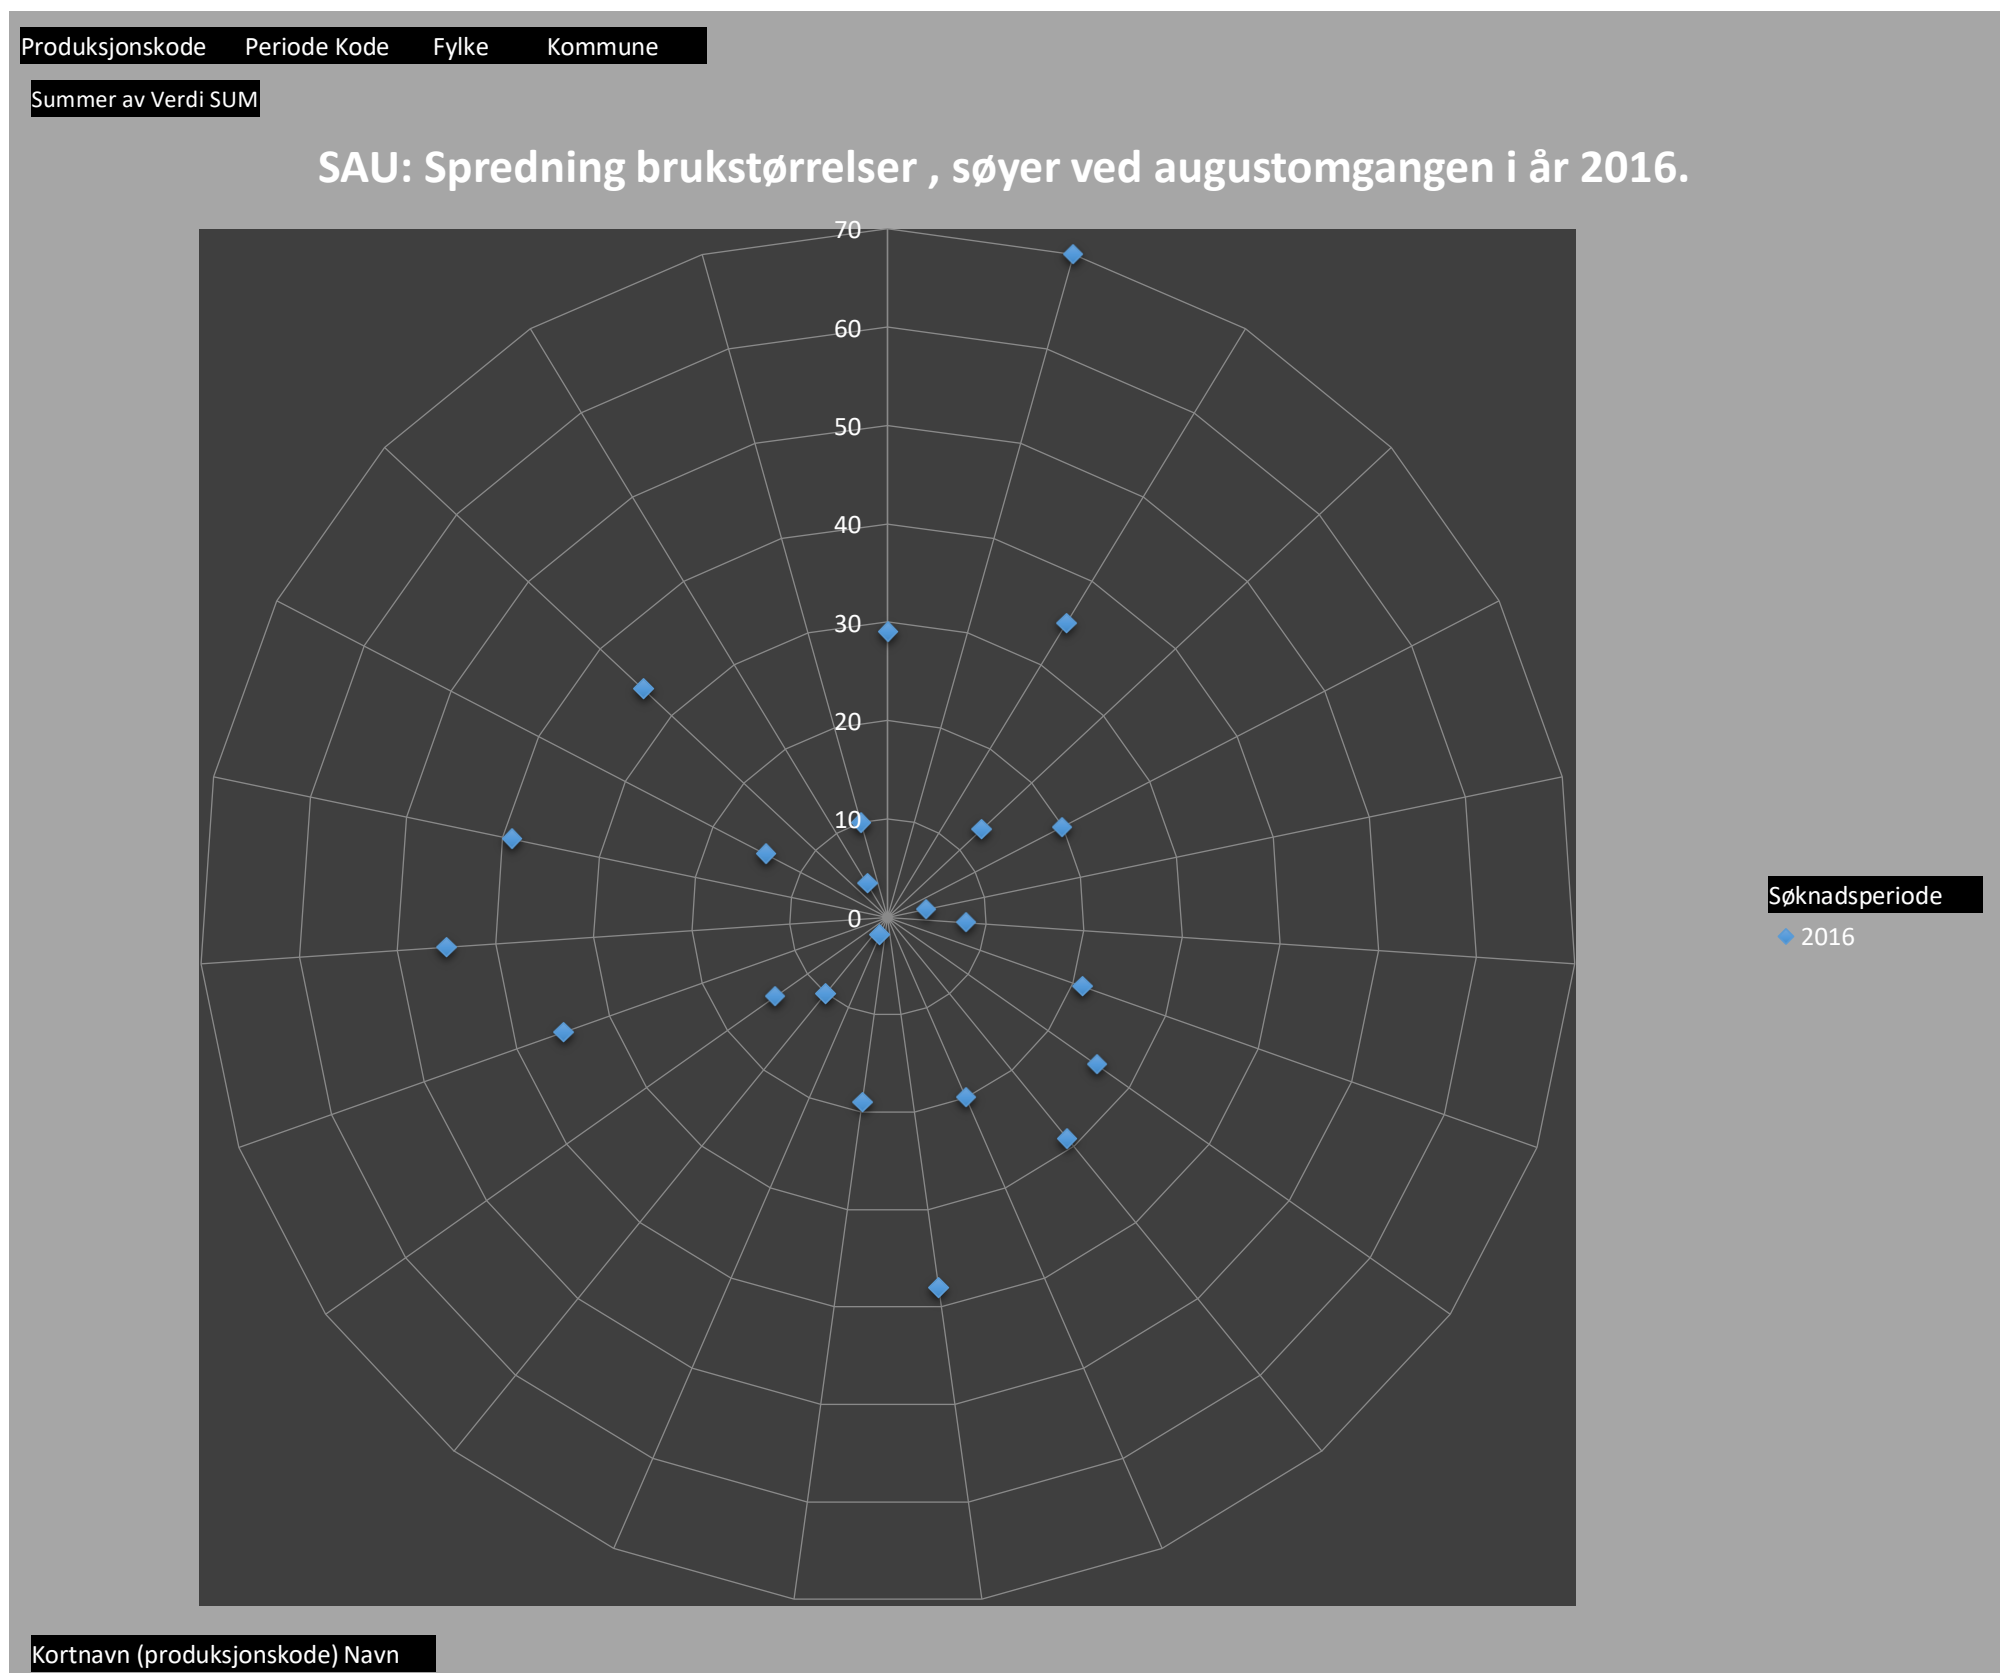 Produksjonskode Periode Kode Fylke Kommune
Summer av Verdi SUM
SAU: Spredning brukstørrelser , søyer ved augustomgangen i år 2016.
70
60
50
40
30
20
10
0
Søknadsperiode
2016
Kortnavn (produksjonskode) Navn